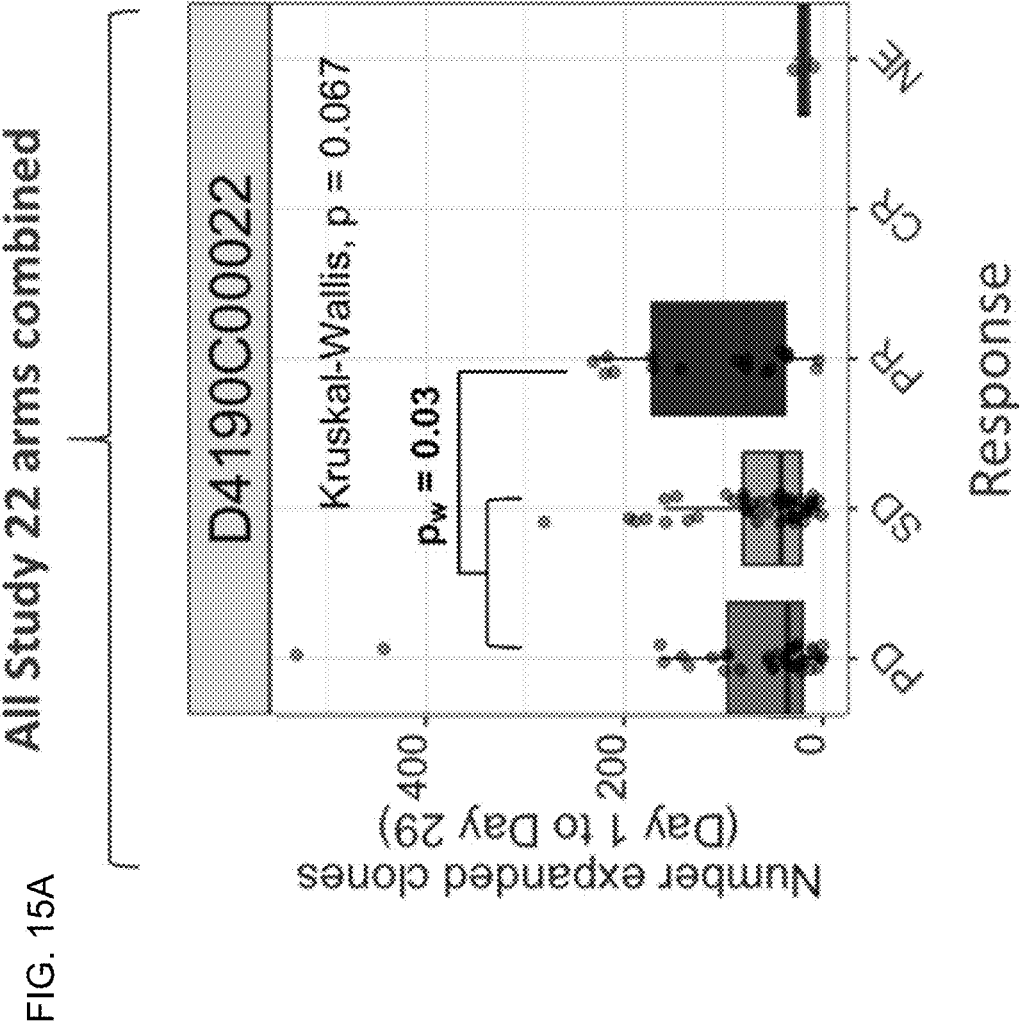 FIG. 15A
All Study 22 arms combined
D4190C00022
Kruskal-Wallis, p = 0.067
pw = 0.03
Number expanded clones
(Day 1 to Day 29)
400
200
0
PD
SD
PR
CR
NE
Response